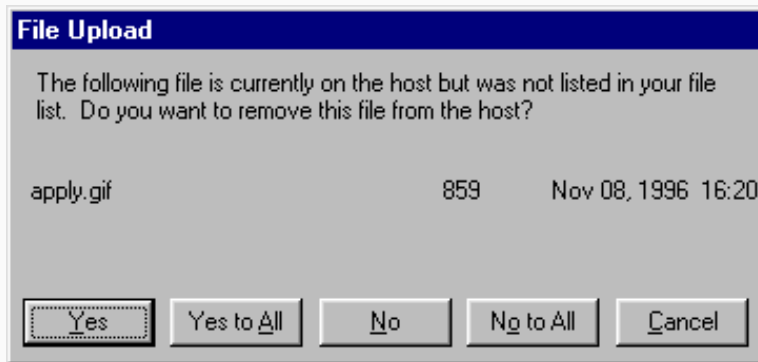 File Upload
The following file is currently on the host but was not listed in your file
list.  Do you want to remove this file from the host?
apply.gif 859 Nov 08, 1996 16:20
Yes Yes to All No No to All Cancel